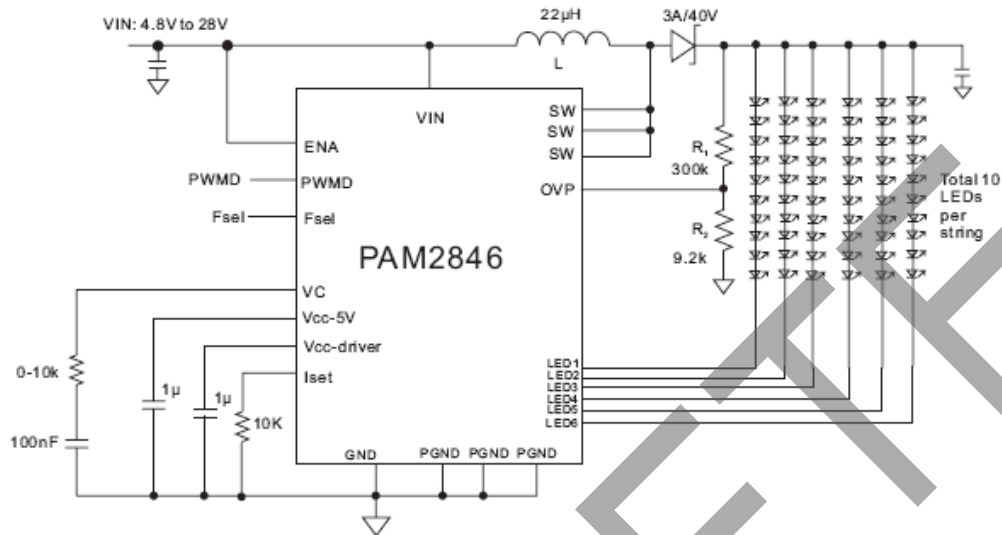 VIN: 4.8V to 28V
22μH
3A/40V
L
VIN
SW
SW
SW
ENA
PWMD
PWMD
Fsel
Fsel
OVP
R1
300k
R2
9.2k
Total 10
LEDs
per
string
PAM2846
VC
Vcc-5V
Vcc-driver
Iset
0-10k
1μ
1μ
10K
100nF
LED1
LED2
LED3
LED4
LED5
LED6
GND
PGND
PGND
PGND